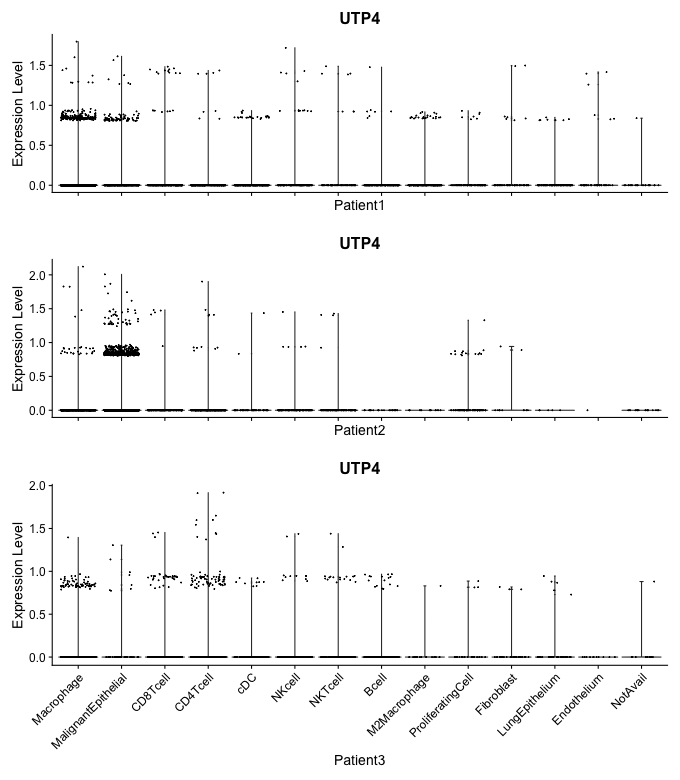 UTP4
Expression Level
1.5
1.0
0.5
0.0
Patient1
UTP4
Expression Level
2.0
1.5
1.0
0.5
0.0
Patient2
UTP4
Expression Level
2.0
1.5
1.0
0.5
0.0
Macrophage
MalignantEpithelial
CD8Tcell
CD4Tcell
cDC
NKcell
NKTcell
Bcell
M2Macrophage
ProliferatingCell
Fibroblast
LungEpithelium
Endothelium
NotAvail
Patient3